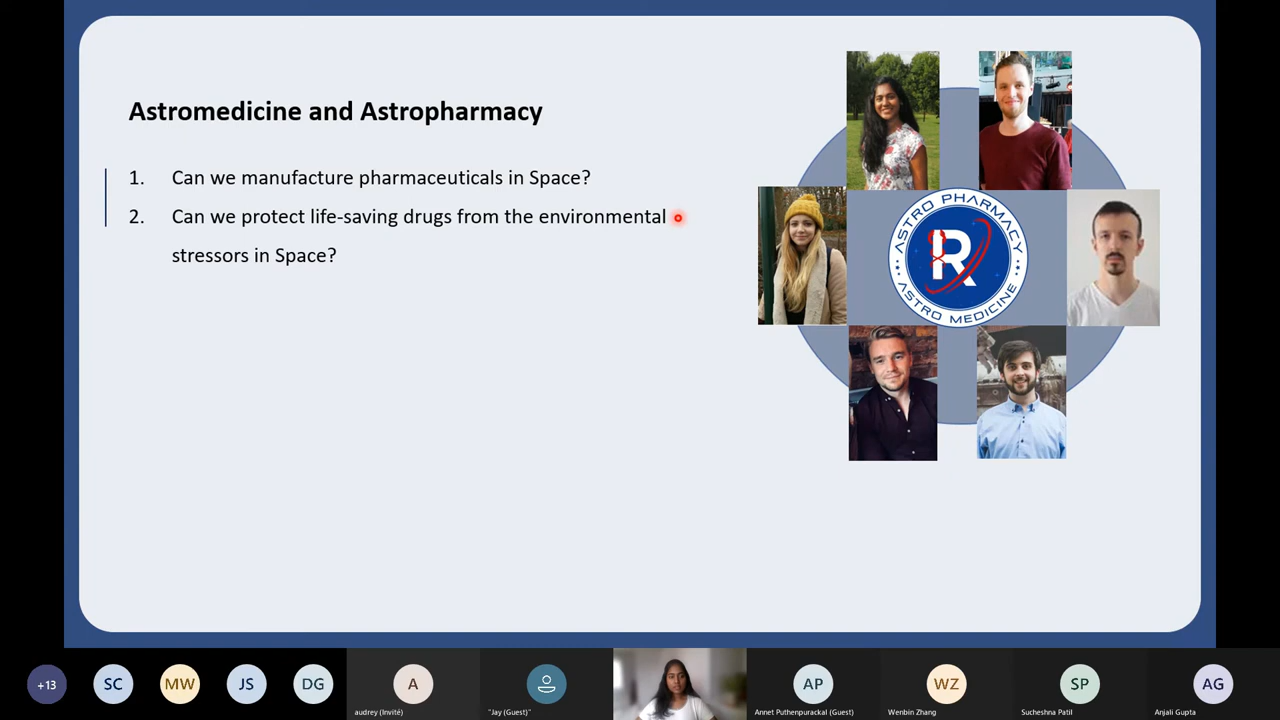 Astromedicine and Astropharmacy
1. Can we manufacture pharmaceuticals in Space?
2. Can we protect life-saving drugs from the environmental
stressors in Space?
ASTRO PHARMACY
R
ASTRO MEDICINE
+13
SC
MW
JS
DG
A
audrey (Invité)
"Jay (Guest)"
AP
Annet Puthenpurackal (Guest)
WZ
Wenbin Zhang
SP
Sucheshna Patil
AG
Anjali Gupta